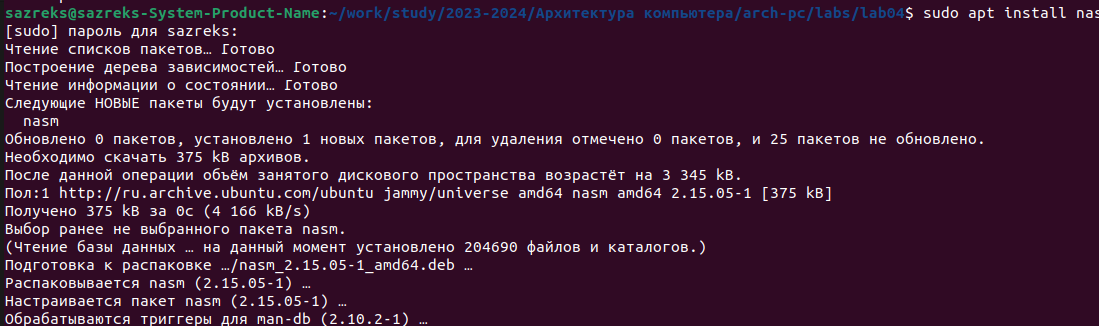 sazreks@sazreks-System-Product-Name:~/work/study/2023-2024/Архитектура компьютера/arch-pc/labs/lab04$ sudo apt install nas
[sudo] пароль для sazreks:
Чтение списков пакетов… Готово
Построение дерева зависимостей… Готово
Чтение информации о состоянии… Готово
Следующие НОВЫЕ пакеты будут установлены:
  nasm
Обновлено 0 пакетов, установлено 1 новых пакетов, для удаления отмечено 0 пакетов, и 25 пакетов не обновлено.
Необходимо скачать 375 kB архивов.
После данной операции объём занятого дискового пространства возрастёт на 3 345 kB.
Пол:1 http://ru.archive.ubuntu.com/ubuntu jammy/universe amd64 nasm amd64 2.15.05-1 [375 kB]
Получено 375 kB за 0с (4 166 kB/s)
Выбор ранее не выбранного пакета nasm.
(Чтение базы данных … на данный момент установлено 204690 файлов и каталогов.)
Подготовка к распаковке …/nasm_2.15.05-1_amd64.deb …
Распаковывается nasm (2.15.05-1) …
Настраивается пакет nasm (2.15.05-1) …
Обрабатываются триггеры для man-db (2.10.2-1) …